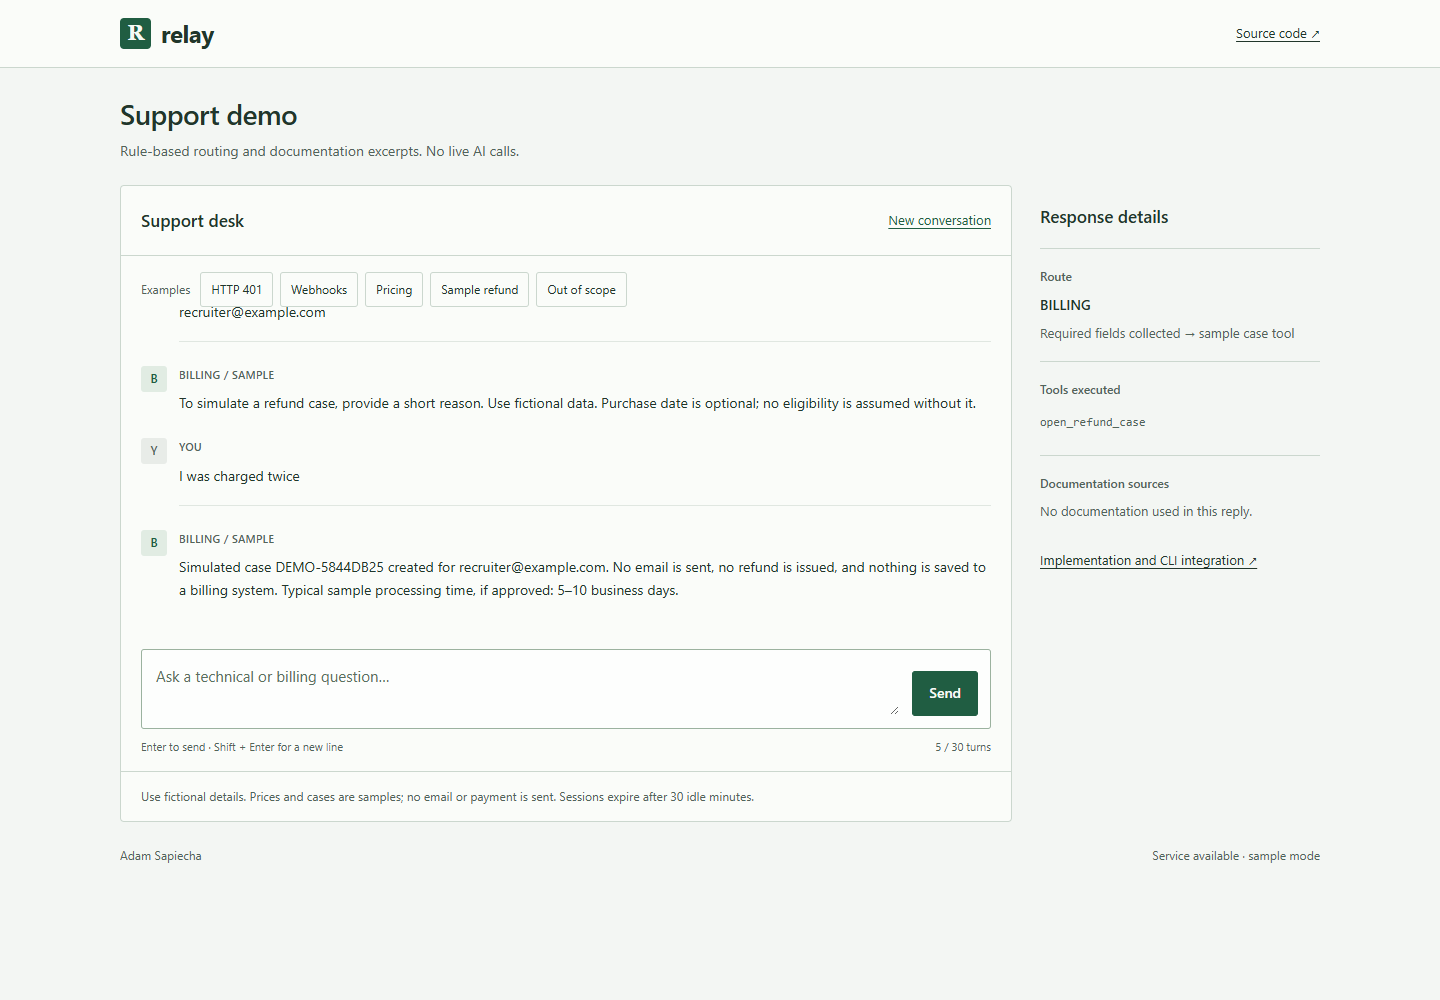 R relay
Source code ↗
Support demo
Rule-based routing and documentation excerpts. No live AI calls.
Support desk
New conversation
Examples
HTTP 401
Webhooks
Pricing
Sample refund
Out of scope
recruiter@example.com
B
BILLING / SAMPLE
To simulate a refund case, provide a short reason. Use fictional data. Purchase date is optional; no eligibility is assumed without it.
Y
YOU
I was charged twice
B
BILLING / SAMPLE
Simulated case DEMO-5844DB25 created for recruiter@example.com. No email is sent, no refund is issued, and nothing is saved to
a billing system. Typical sample processing time, if approved: 5–10 business days.
Ask a technical or billing question...
Send
Enter to send · Shift + Enter for a new line
5 / 30 turns
Use fictional details. Prices and cases are samples; no email or payment is sent. Sessions expire after 30 idle minutes.
Response details
Route
BILLING
Required fields collected → sample case tool
Tools executed
open_refund_case
Documentation sources
No documentation used in this reply.
Implementation and CLI integration ↗
Adam Sapiecha
Service available · sample mode